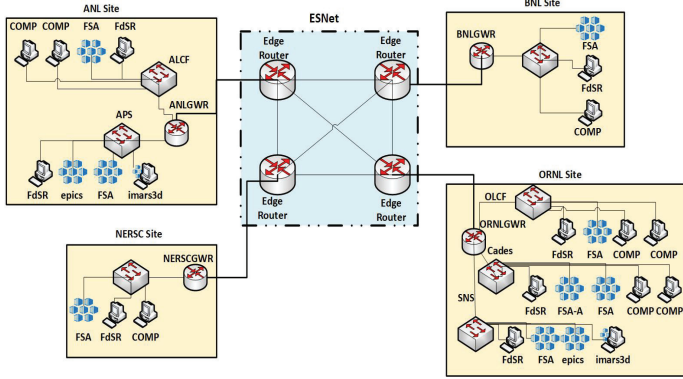 ANL Site
COMP COMP FSA FdSR
ALCF
ANLGWR
APS
FdSR epics FSA imars3d
NERSC Site
NERSCGWR
FSA FdSR COMP
ESNet
Edge
Router
Edge
Router
Edge
Router
Edge
Router
BNL Site
BNLGWR
FSA
FdSR
COMP
ORNL Site
OLCF
ORNLGWR
FdSR FSA COMP COMP
Cades
FdSR FSA-A FSA COMP COMP
SNS
FdSR FSA epics imars3d